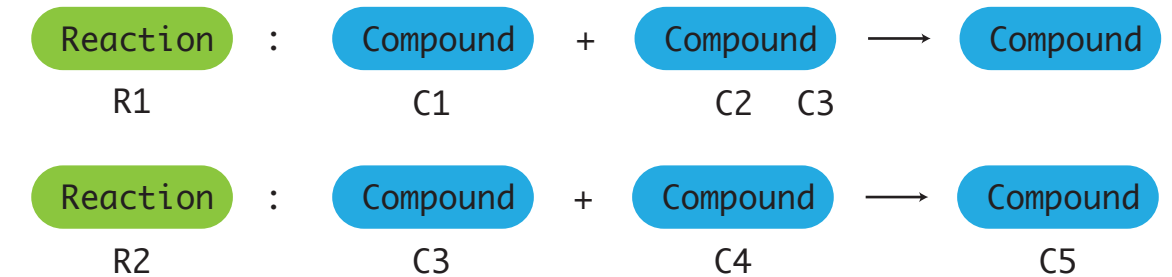 Reaction : Compound + Compound → Compound
R1 C1 C2 C3
Reaction : Compound + Compound → Compound
R2 C3 C4 C5